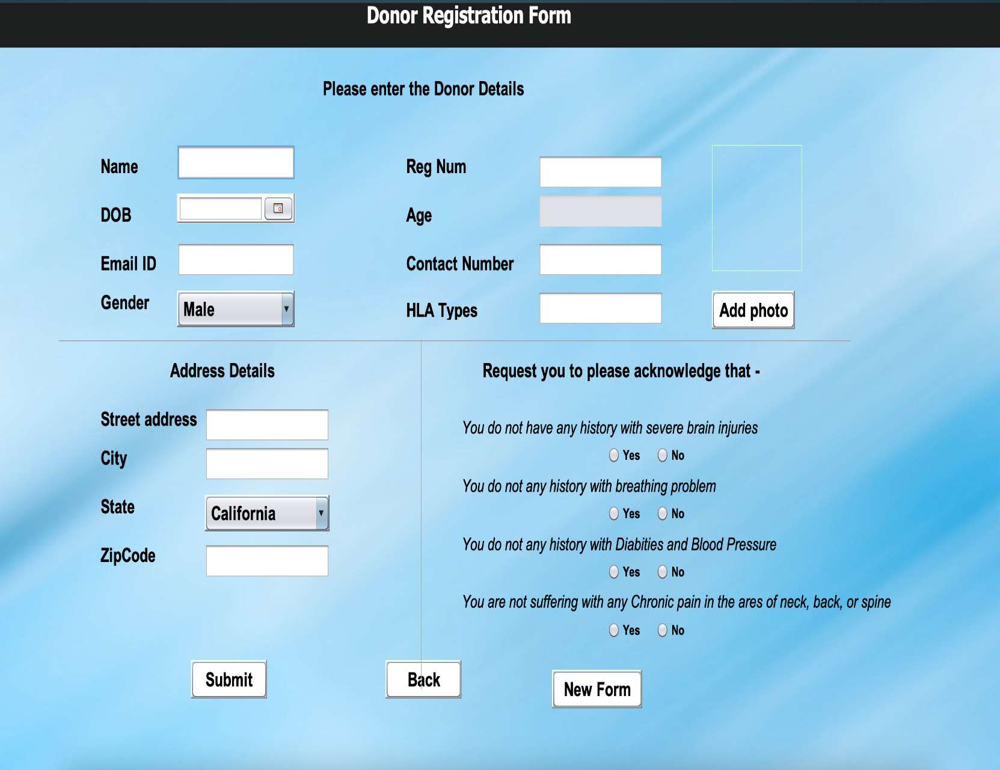 Donor Registration Form
Please enter the Donor Details
Name
Reg Num
DOB
Age
Email ID
Contact Number
Gender
Male
HLA Types
Add photo
Address Details
Street address
City
State
California
ZipCode
Request you to please acknowledge that -
You do not have any history with severe brain injuries
Yes No
You do not any history with breathing problem
Yes No
You do not any history with Diabities and Blood Pressure
Yes No
You are not suffering with any Chronic pain in the ares of neck, back, or spine
Yes No
Submit
Back
New Form